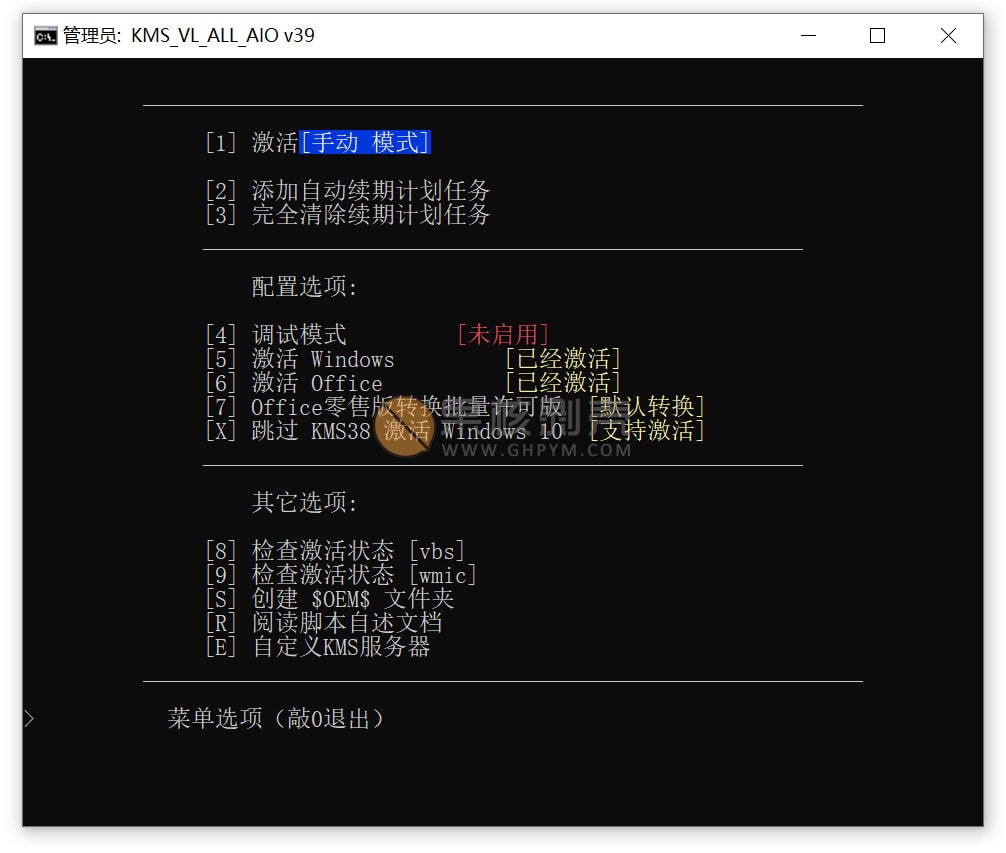 管理员: KMS_VL_ALL_AIO v39
[1] 激活[手动 模式]
[2] 添加自动续期计划任务
[3] 完全清除续期计划任务
配置选项:
[4] 调试模式 [未启用]
[5] 激活 Windows [已经激活]
[6] 激活 Office [已经激活]
[7] Office零售版转换批量许可版 [默认转换]
[X] 跳过 KMS38 激活 Windows 10 [支持激活]
黑核创客
WWW.GHPYM.COM
其它选项:
[8] 检查激活状态 [vbs]
[9] 检查激活状态 [wmic]
[S] 创建 $OEM$ 文件夹
[R] 阅读脚本自述文档
[E] 自定义KMS服务器
> 菜单选项（敲0退出）